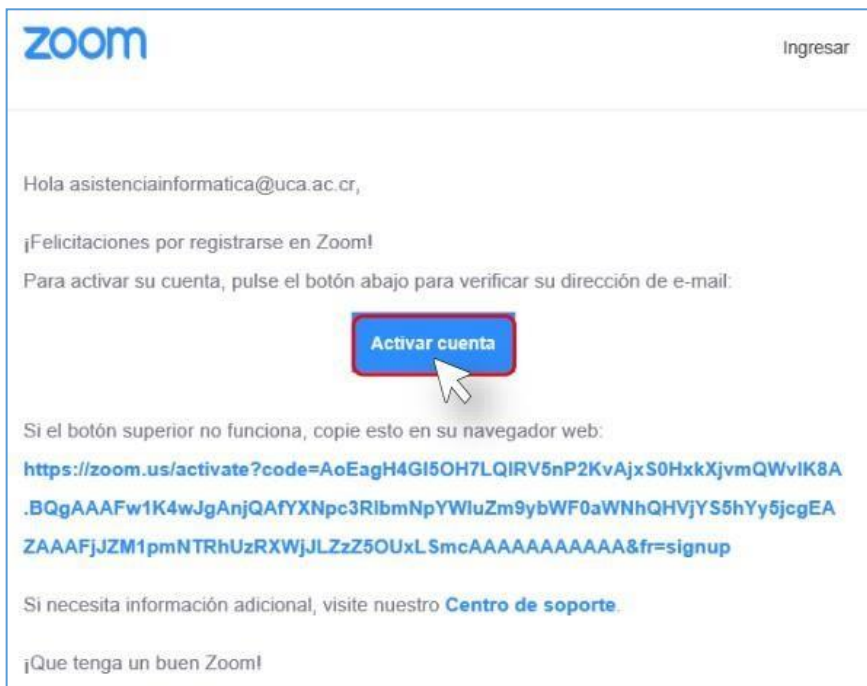 zoom
Ingresar
Hola asistenciainformatica@uca.ac.cr,
¡Felicitaciones por registrarse en Zoom!
Para activar su cuenta, pulse el botón abajo para verificar su dirección de e-mail:
Activar cuenta
Si el botón superior no funciona, copie esto en su navegador web:
https://zoom.us/activate?code=AoEagH4GI5OH7LQIRV5nP2KvAjxS0HxkXjvmQWvIK8A
.BQgAAAFw1K4wJgAnjQAfYXNpc3RlbmNpYWluZm9ybWF0aWNhQHVjYS5hYy5jcgEA
ZAAAFjJZM1pmNTRhUzRXWjJLZzZ5OUxLSmcAAAAAAAAAAA&fr=signup
Si necesita información adicional, visite nuestro Centro de soporte.
¡Que tenga un buen Zoom!